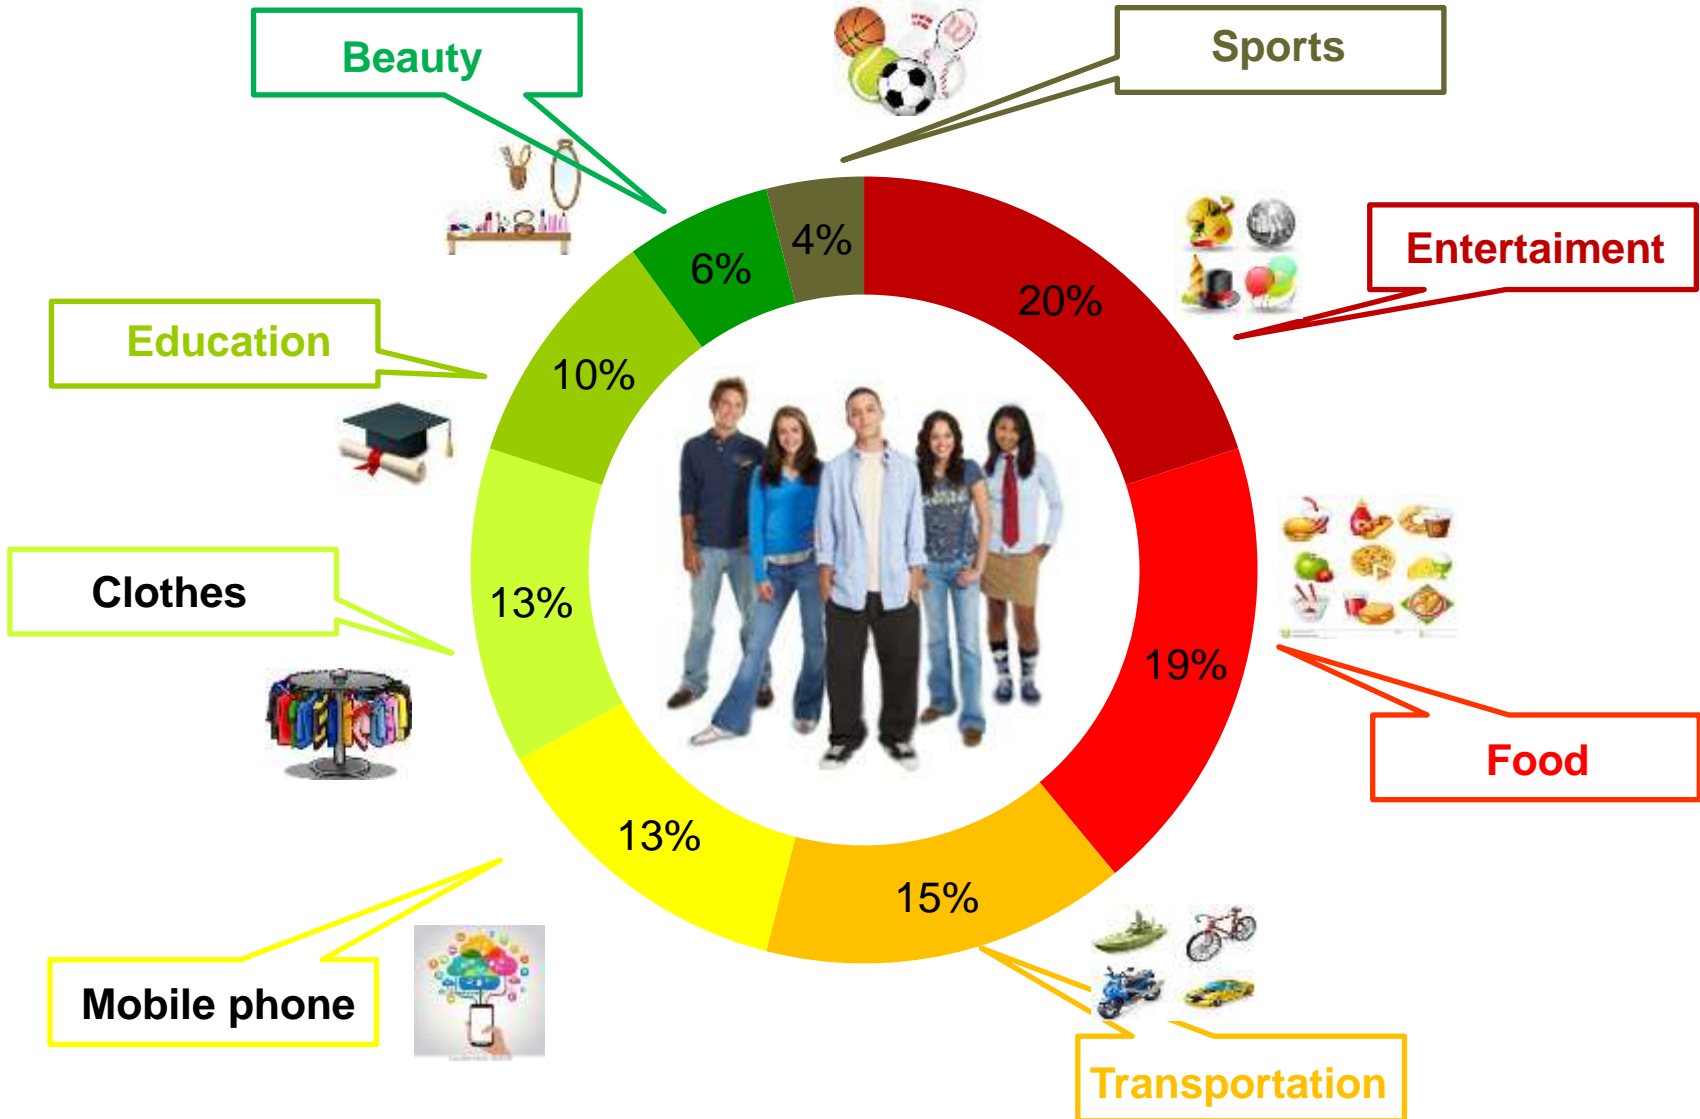 Beauty
Sports
4%
6%
Entertaiment
20%
Education
10%
Clothes
13%
19%
Food
13%
15%
Mobile phone
Transportation